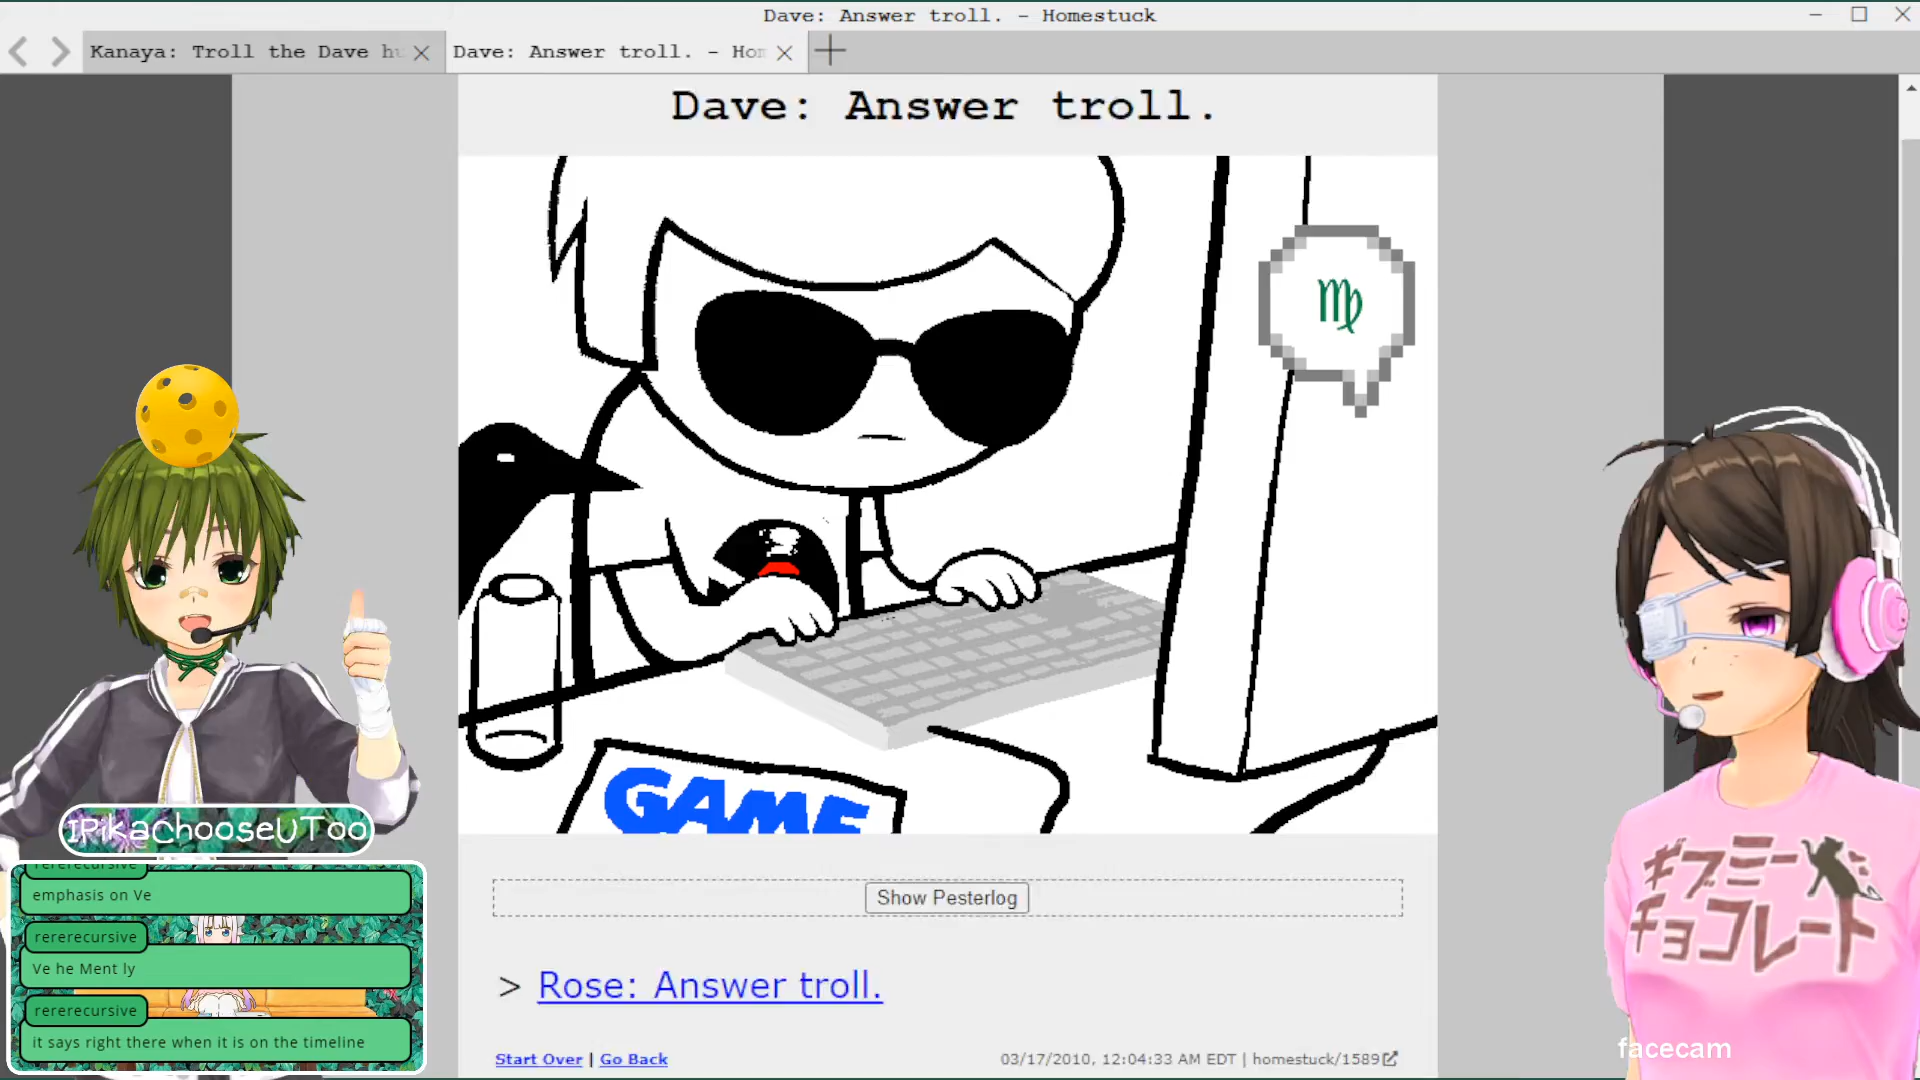 Dave: Answer troll. - Homestuck
Kanaya: Troll the Dave hu
Dave: Answer troll. - Hom
Dave: Answer troll.
GAME
Show Pesterlog
> Rose: Answer troll.
Start Over | Go Back
03/17/2010, 12:04:33 AM EDT | homestuck/1589
IPikachooseUToo
rererecursive
emphasis on Ve
rererecursive
Ve he Ment ly
rererecursive
it says right there when it is on the timeline
ギブミー
チョコレート
facecam